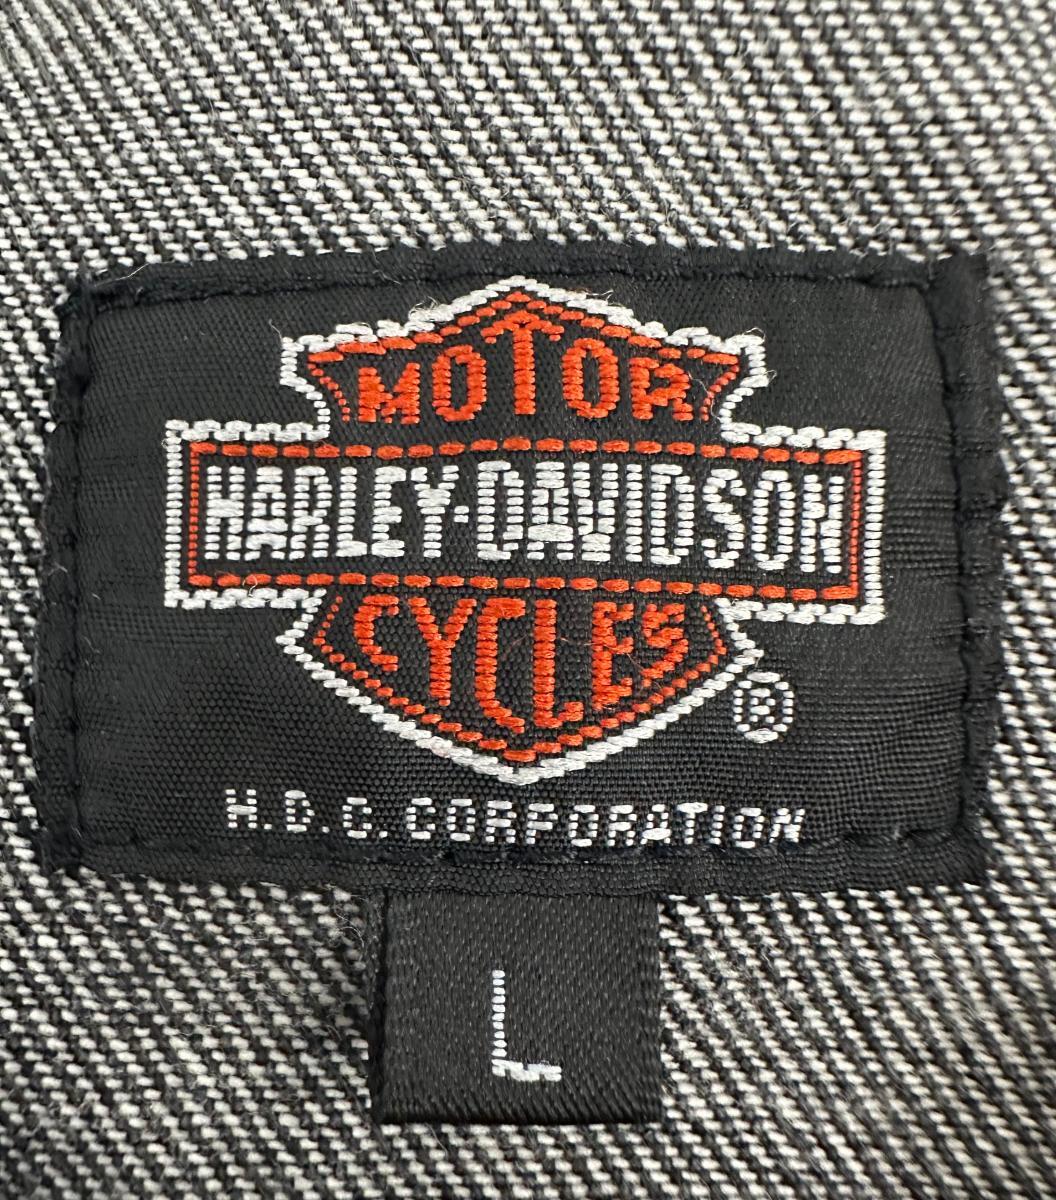 MOTOR
HARLEY-DAVIDSON
CYCLES
®
H.D.C. CORPORATION
L